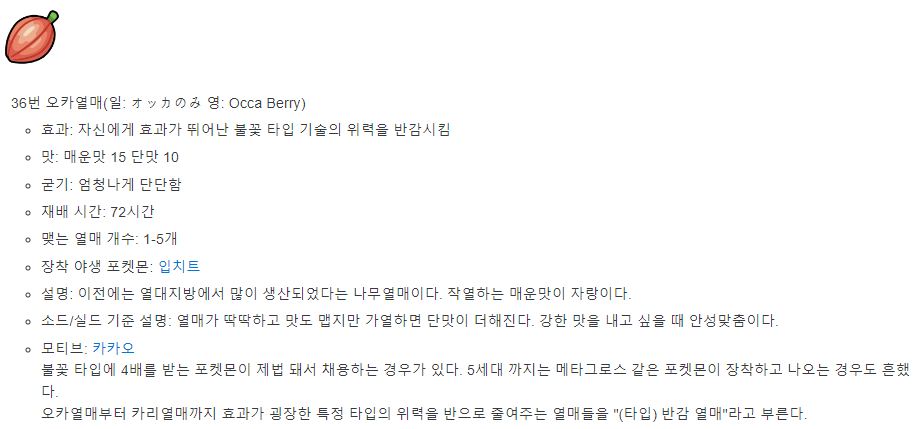 36번 오카열매(일: オッカのみ 영: Occa Berry)
효과: 자신에게 효과가 뛰어난 불꽃 타입 기술의 위력을 반감시킴
맛: 매운맛 15 단맛 10
굳기: 엄청나게 단단함
재배 시간: 72시간
맺는 열매 개수: 1-5개
장착 야생 포켓몬: 입치트
설명: 이전에는 열대지방에서 많이 생산되었다는 나무열매이다. 작열하는 매운맛이 자랑이다.
소드/실드 기준 설명: 열매가 딱딱하고 맛도 맵지만 가열하면 단맛이 더해진다. 강한 맛을 내고 싶을 때 안성맞춤이다.
모티브: 카카오
불꽃 타입에 4배를 받는 포켓몬이 제법 돼서 채용하는 경우가 있다. 5세대 까지는 메타그로스 같은 포켓몬이 장착하고 나오는 경우도 흔했
다.
오카열매부터 카리열매까지 효과가 굉장한 특정 타입의 위력을 반으로 줄여주는 열매들을 "(타입) 반감 열매"라고 부른다.